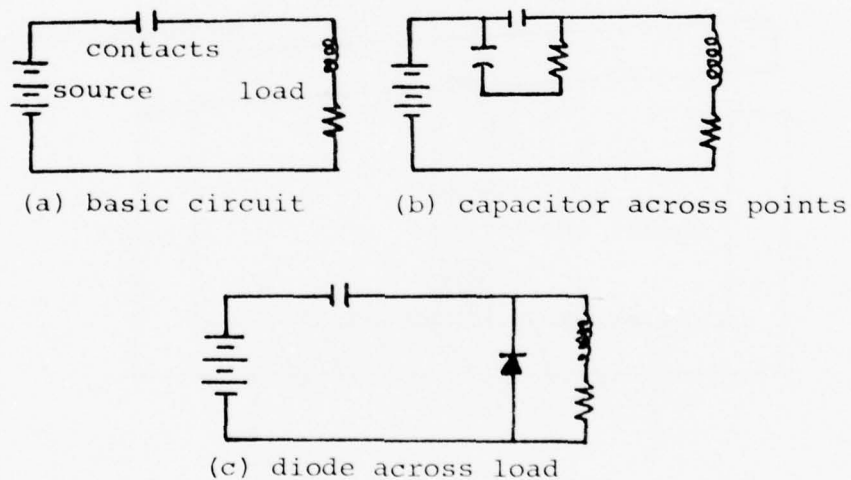 contacts
source
load
(a) basic circuit
(b) capacitor across points
(c) diode across load